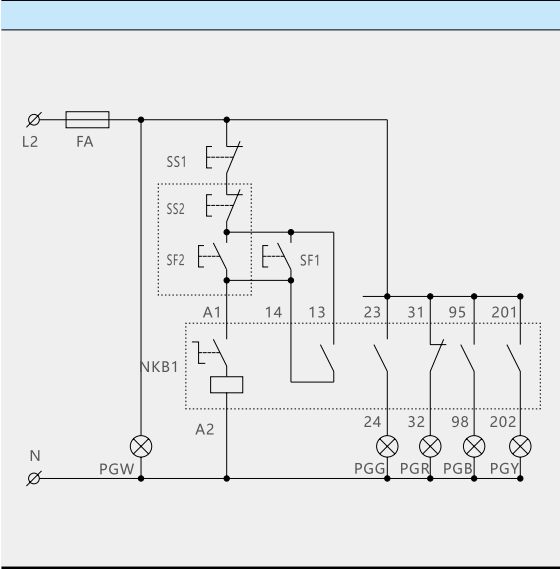 L2 FA
SS1
SS2
SF2 SF1
A1 14 13 23 31 95 201
NKB1
A2 24 32 98 202
N
PGW PGG PGR PGB PGY